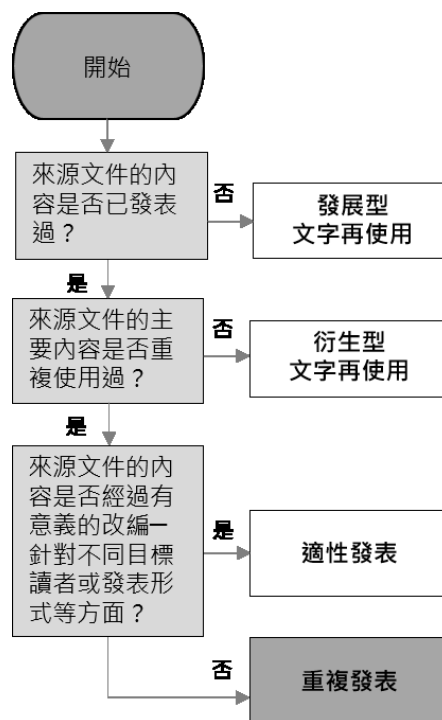 開始
來源文件的內
容是否已發表
過？
否
發展型
文字再使用
是
來源文件的主
要內容是否重
複使用過？
否
衍生型
文字再使用
是
來源文件的內
容是否經過有
意義的改編—
針對不同目標
讀者或發表形
式等方面？
是
適性發表
否
重複發表